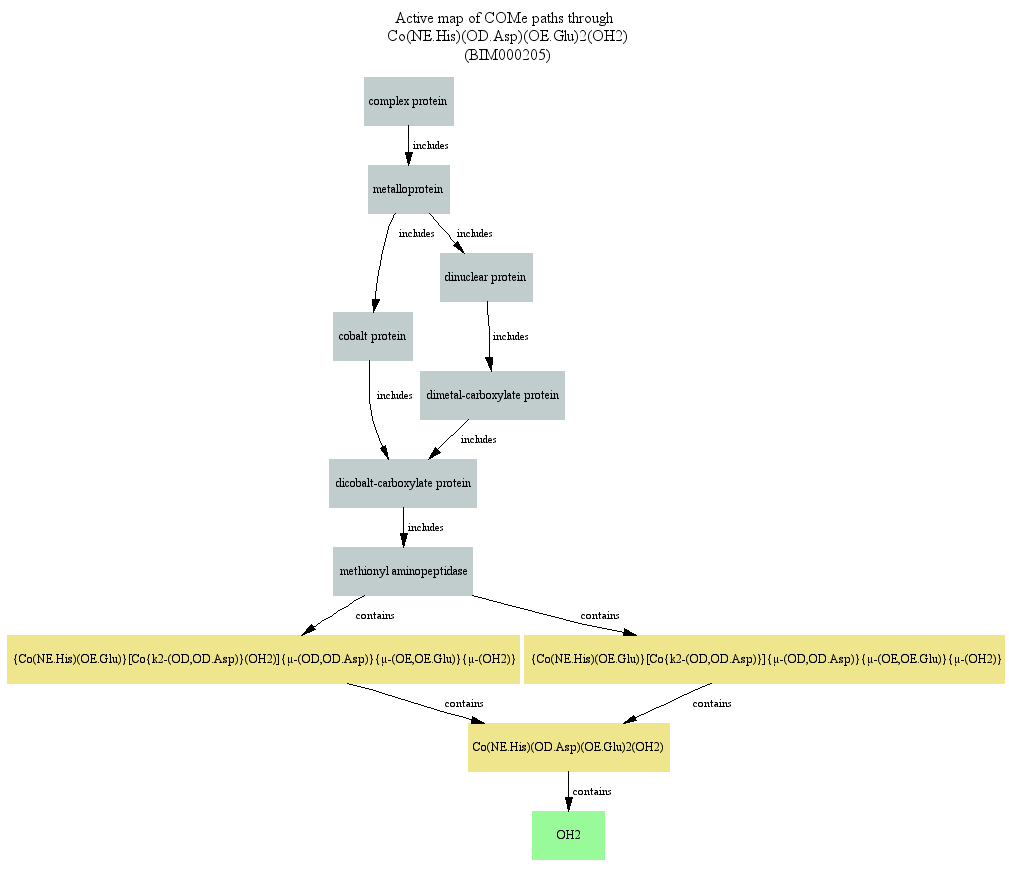 Active map of COMe paths through
Co(NE.His)(OD.Asp)(OE.Glu)2(OH2)
(BIM000205)
complex protein
includes
metalloprotein
includes
includes
dinuclear protein
cobalt protein
includes
includes
dimetal-carboxylate protein
includes
dicobalt-carboxylate protein
includes
methionyl aminopeptidase
contains
contains
{Co(NE.His)(OE.Glu)}[Co{k2-(OD,OD.Asp)}(OH2)]{μ-(OD,OD.Asp)}{μ-(OE,OE.Glu)}{μ-(OH2)}
{Co(NE.His)(OE.Glu)}[Co{k2-(OD,OD.Asp)}]{μ-(OD,OD.Asp)}{μ-(OE,OE.Glu)}{μ-(OH2)}
contains
contains
Co(NE.His)(OD.Asp)(OE.Glu)2(OH2)
contains
OH2